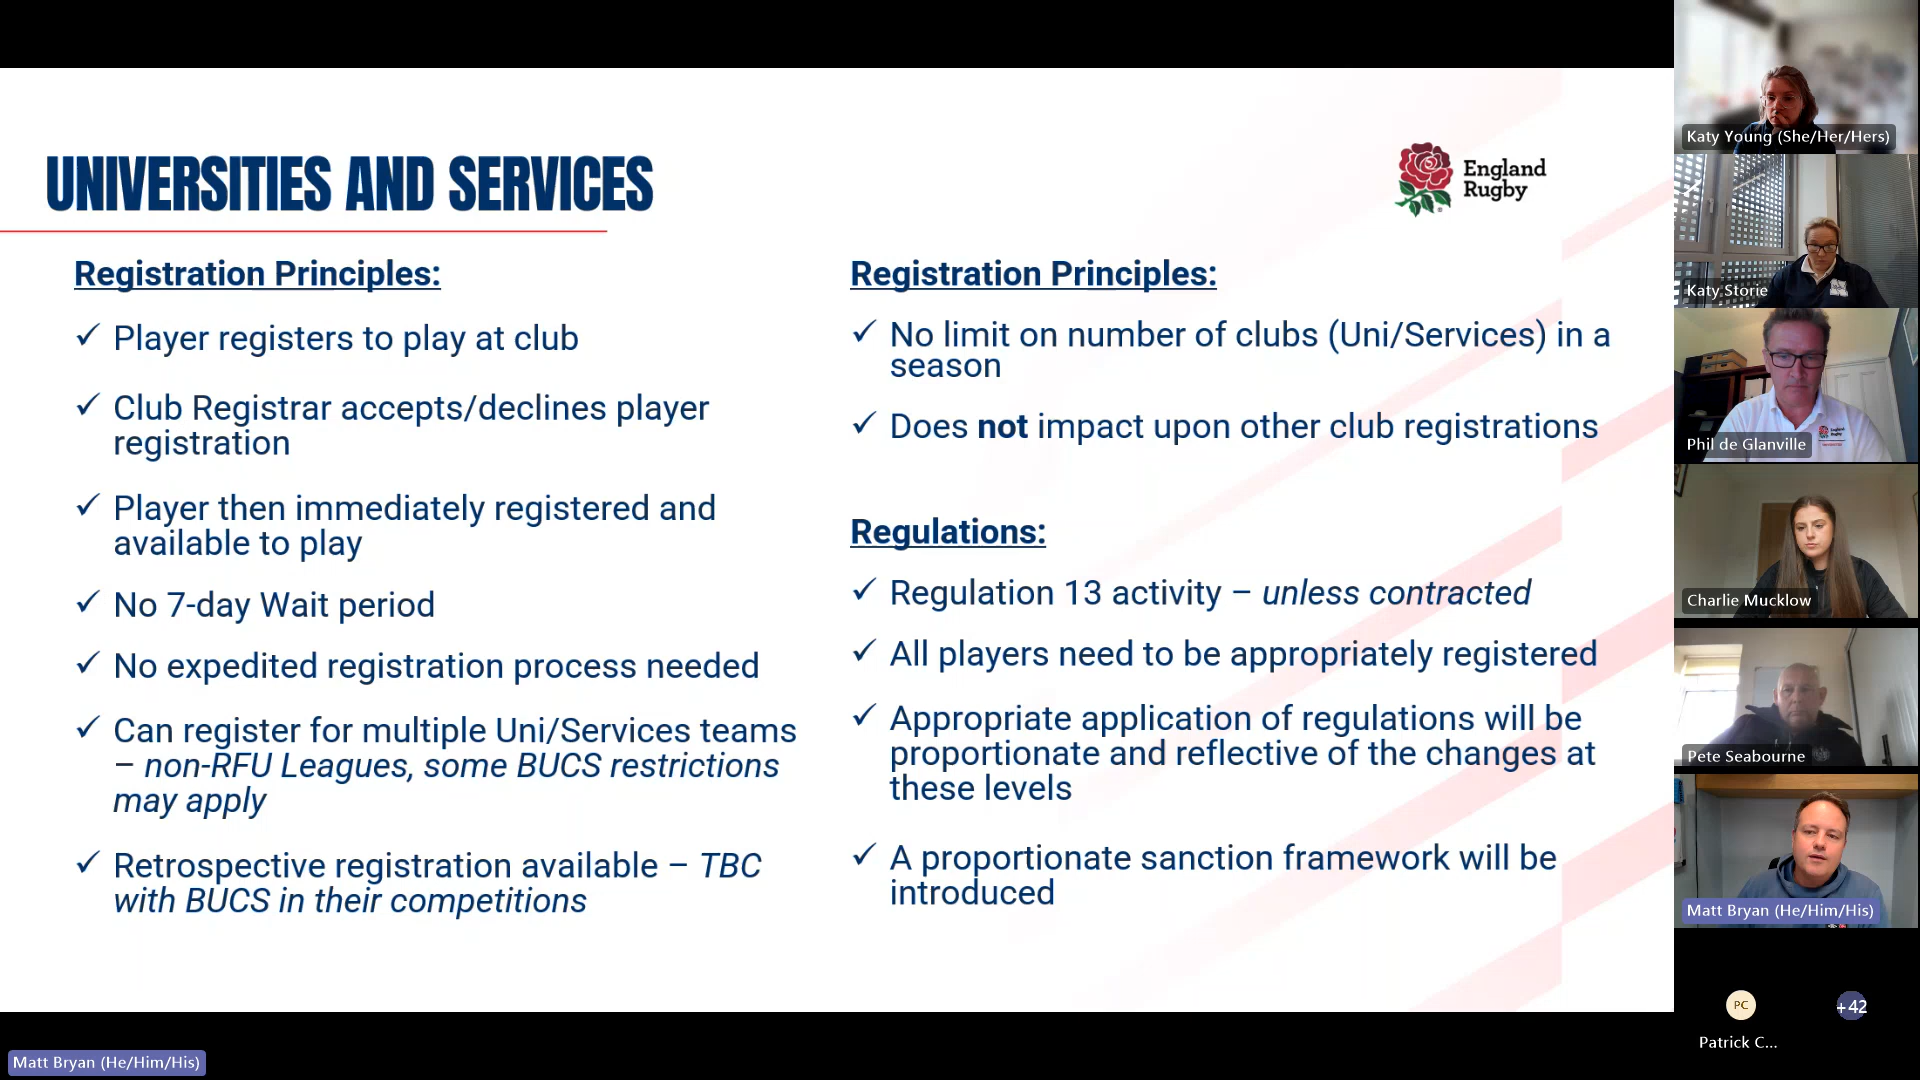 UNIVERSITIES AND SERVICES
England
Rugby
Registration Principles:
✓ Player registers to play at club
✓ Club Registrar accepts/declines player
registration
✓ Player then immediately registered and
available to play
✓ No 7-day Wait period
✓ No expedited registration process needed
✓ Can register for multiple Uni/Services teams
– non-RFU Leagues, some BUCS restrictions
may apply
✓ Retrospective registration available – TBC
with BUCS in their competitions
Registration Principles:
✓ No limit on number of clubs (Uni/Services) in a
season
✓ Does not impact upon other club registrations
Regulations:
✓ Regulation 13 activity – unless contracted
✓ All players need to be appropriately registered
✓ Appropriate application of regulations will be
proportionate and reflective of the changes at
these levels
✓ A proportionate sanction framework will be
introduced
Katy Young (She/Her/Hers)
Katy Storie
Phil de Glanville
England
Rugby
Charlie Mucklow
Pete Seabourne
Matt Bryan (He/Him/His)
PC
+42
Patrick C...
Matt Bryan (He/Him/His)